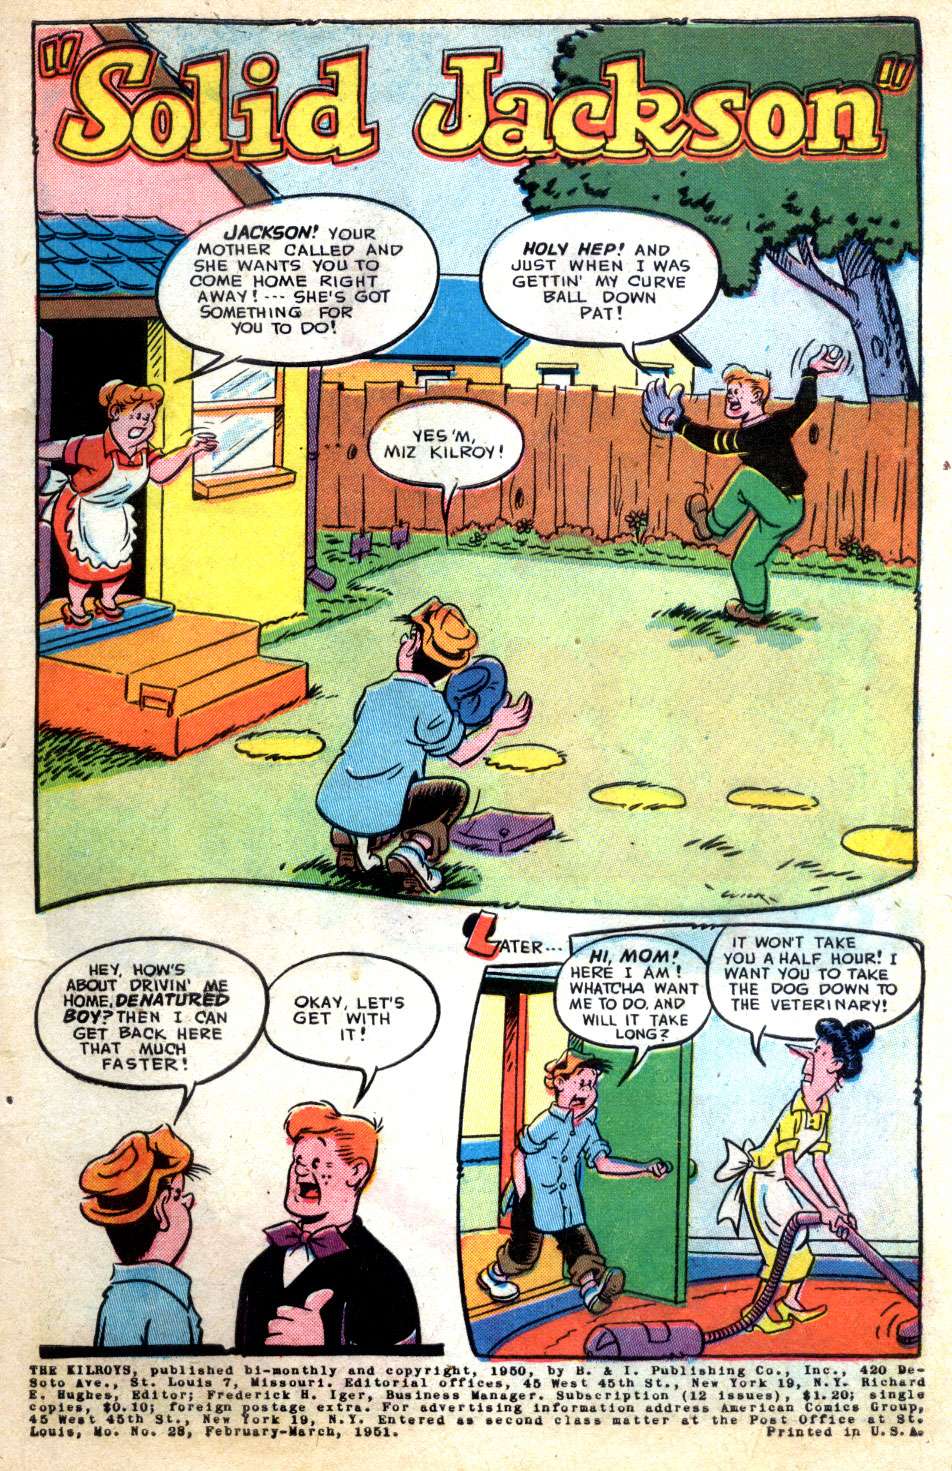 "Solid Jackson"
JACKSON! YOUR
MOTHER CALLED AND
SHE WANTS YOU TO
COME HOME RIGHT
AWAY! --- SHE'S GOT
SOMETHING FOR
YOU TO DO!
HOLY HEP! AND
JUST WHEN I WAS
GETTIN' MY CURVE
BALL DOWN
PAT!
YES'M,
MIZ KILROY!
WICK
HEY, HOW'S
ABOUT DRIVIN' ME
HOME, DENATURED
BOY? THEN I CAN
GET BACK HERE
THAT MUCH
FASTER!
OKAY, LET'S
GET WITH
IT!
LATER...
HI, MOM!
HERE I AM!
WHATCHA WANT
ME TO DO, AND
WILL IT TAKE
LONG?
IT WON'T TAKE
YOU A HALF HOUR! I
WANT YOU TO TAKE
THE DOG DOWN TO
THE VETERINARY!
THE KILROYS, published bi-monthly and copyright, 1950, by B. & I. Publishing Co., Inc., 420 De-
Soto Ave., St. Louis 7, Missouri. Editorial offices, 45 West 45th St., New York 19, N.Y. Richard
E. Hughes, Editor; Frederick H. Iger, Business Manager. Subscription (12 issues), $1.20; single
copies, $0.10; foreign postage extra. For advertising information address American Comics Group,
45 West 45th St., New York 19, N.Y. Entered as second class matter at the Post Office at St.
Louis, Mo. No. 28, February-March, 1951. Printed in U.S.A.